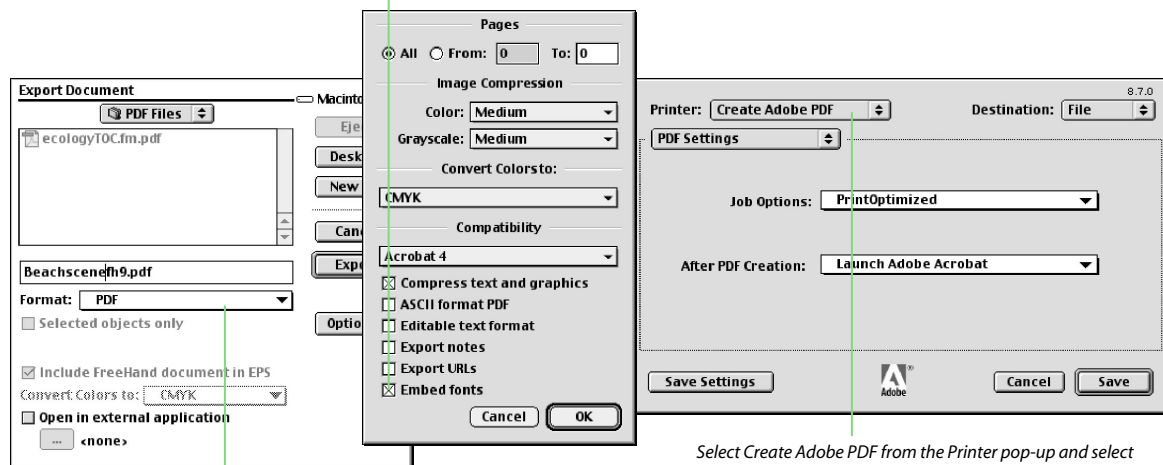 Export Document
PDF Files
Macinto
ecologyTOC.fm.pdf
Eje
Desk
New
Canc
Beachscenefh9.pdf
Expo
Format: PDF
Selected objects only
Optio
Include FreeHand document in EPS
Convert Colors to: CMYK
Open in external application
... <none>
Pages
All From: 0 To: 0
Image Compression
Color: Medium
Grayscale: Medium
Convert Colors to:
CMYK
Compatibility
Acrobat 4
Compress text and graphics
ASCII format PDF
Editable text format
Export notes
Export URLs
Embed fonts
Cancel OK
8.7.0
Printer: Create Adobe PDF Destination: File
PDF Settings
Job Options: PrintOptimized
After PDF Creation: Launch Adobe Acrobat
Save Settings
Adobe
Cancel Save
Select Create Adobe PDF from the Printer pop-up and select